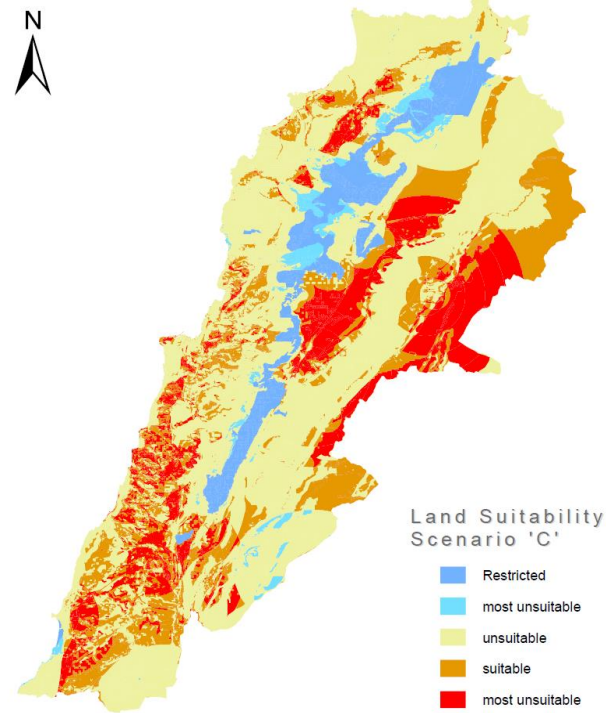 N
Land Suitability
Scenario 'C'
Restricted
most unsuitable
unsuitable
suitable
most unsuitable